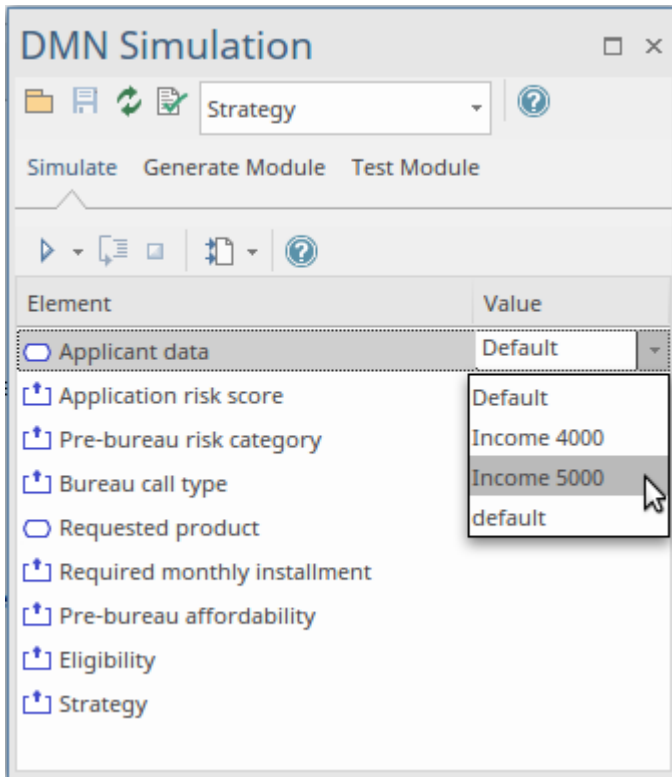 DMN Simulation
Strategy
Simulate Generate Module Test Module
Element Value
Applicant data Default
Application risk score Default
Pre-bureau risk category Income 4000
Bureau call type Income 5000
Requested product default
Required monthly installment
Pre-bureau affordability
Eligibility
Strategy